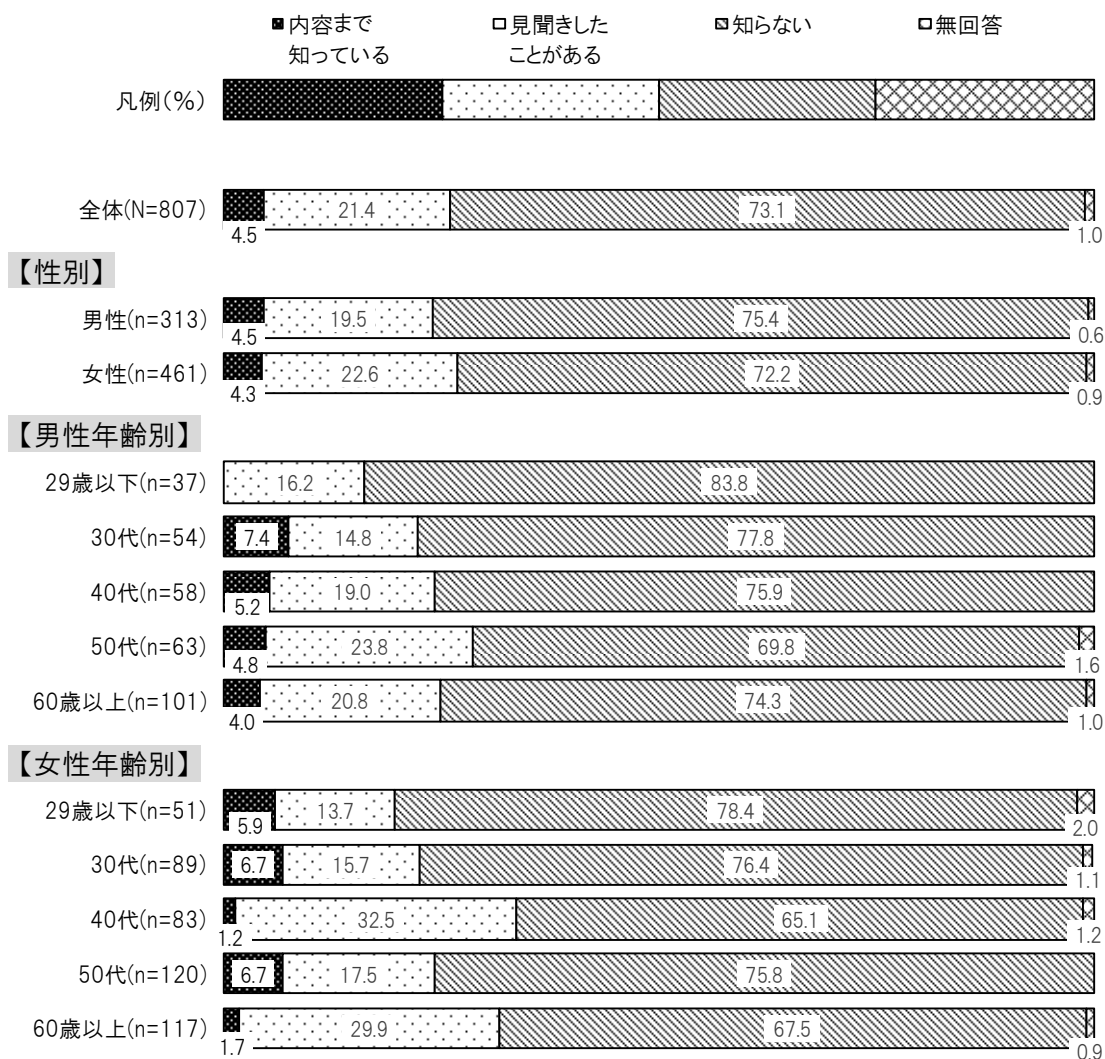 内容まで 見聞きした 知らない 無回答
知っている ことがある
凡例(%)
全体(N=807) 21.4 73.1
4.5 1.0
【性別】
男性(n=313) 19.5 75.4
4.5 0.6
女性(n=461) 22.6 72.2
4.3 0.9
【男性年齢別】
29歳以下(n=37) 16.2 83.8
30代(n=54) 7.4 14.8 77.8
40代(n=58) 19.0 75.9
5.2
50代(n=63) 23.8 69.8
4.8 1.6
60歳以上(n=101) 20.8 74.3
4.0 1.0
【女性年齢別】
29歳以下(n=51) 13.7 78.4
5.9 2.0
30代(n=89) 6.7 15.7 76.4
1.1
40代(n=83) 32.5 65.1
1.2 1.2
50代(n=120) 6.7 17.5 75.8
60歳以上(n=117) 29.9 67.5
1.7 0.9